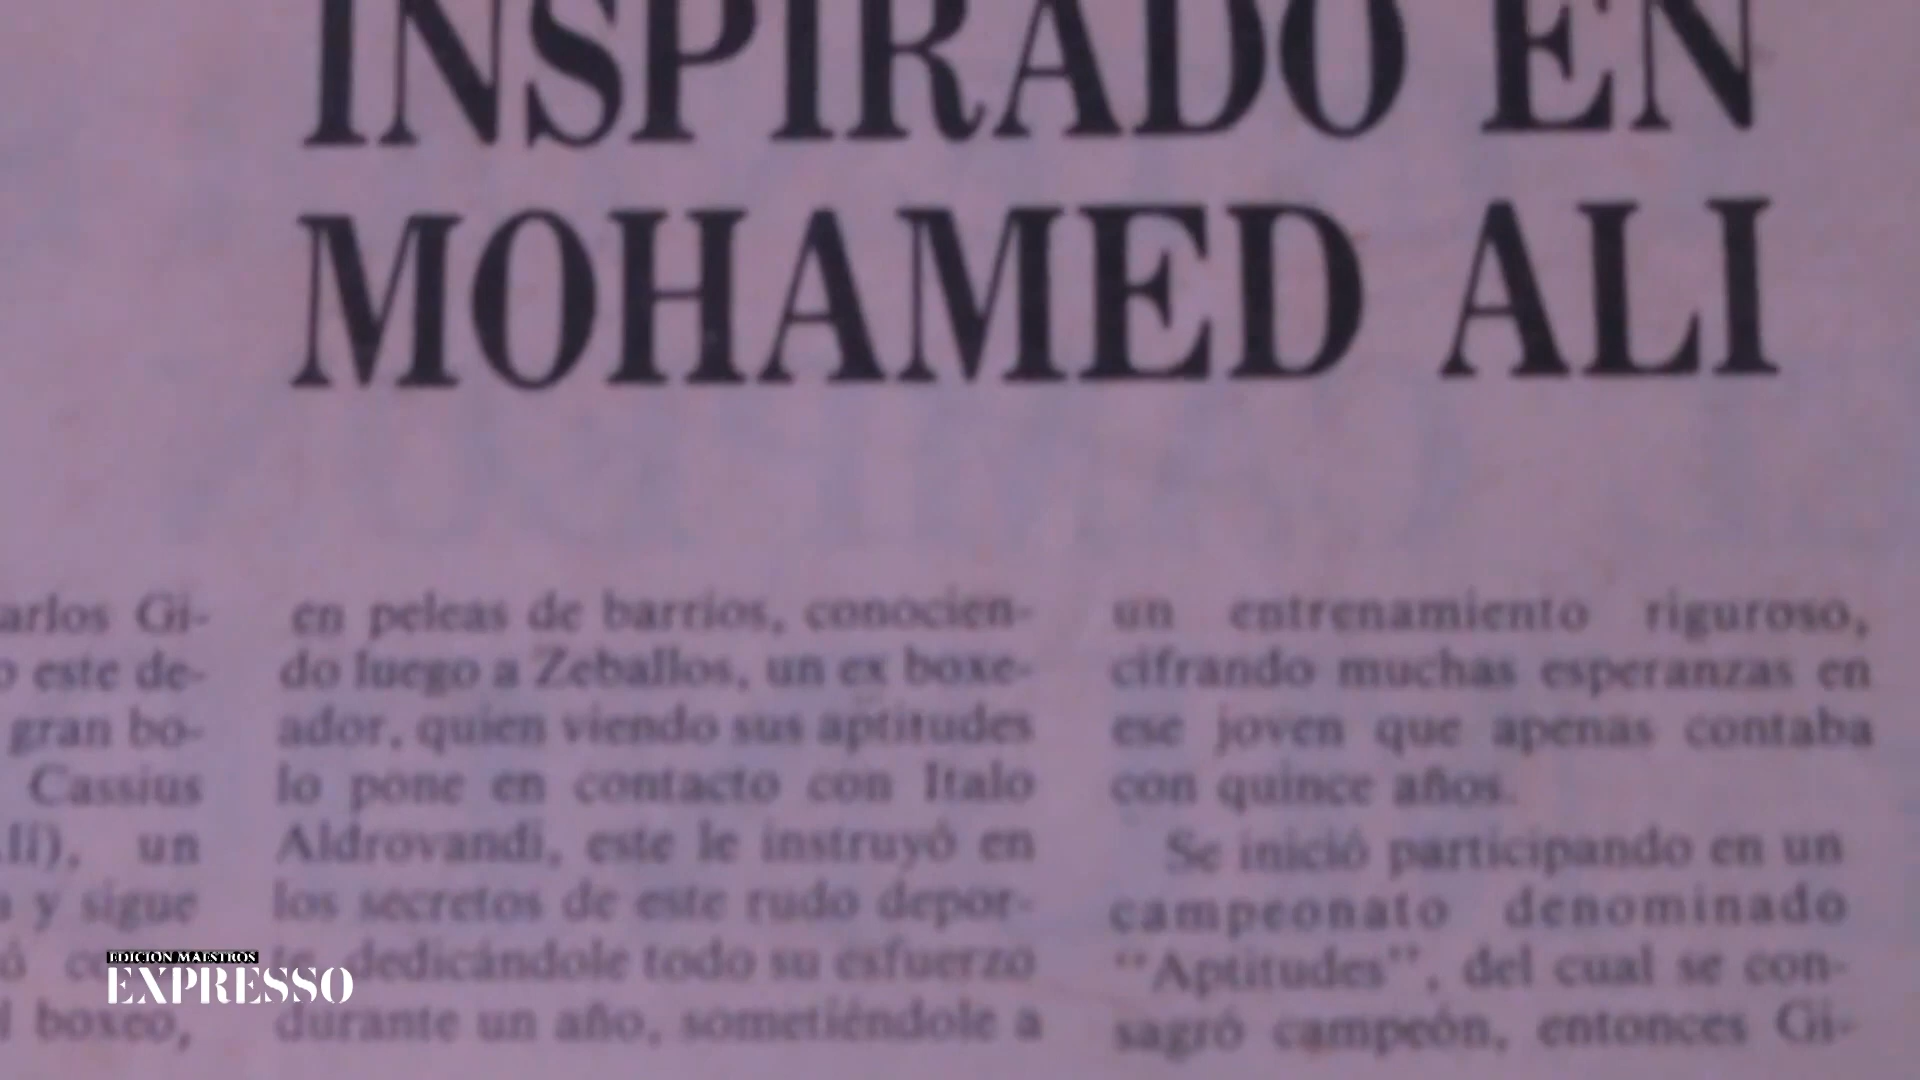 INSPIRADO EN
MOHAMED ALI
arlos Gi-
o este de-
gran bo-
Cassius
li), un
y sigue
boxeo,
en peleas de barrios, conocien-
do luego a Zeballos, un ex boxe-
ador, quien viendo sus aptitudes
lo pone en contacto con Italo
Aldrovandi, este le instruyó en
los secretos de este rudo depor-
te, dedicándole todo su esfuerzo
durante un año, sometiéndole a
un entrenamiento riguroso,
cifrando muchas esperanzas en
ese joven que apenas contaba
con quince años.
Se inició participando en un
campeonato denominado
"Aptitudes", del cual se con-
sagró campeón, entonces Gi-
EDICION MAESTROS
EXPRESSO